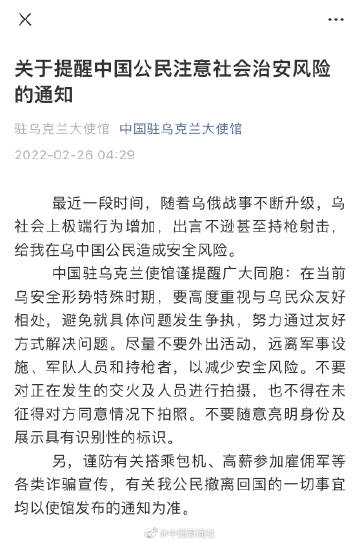 关于提醒中国公民注意社会治安风险
的通知
驻乌克兰大使馆 中国驻乌克兰大使馆
2022-02-26 04:29
最近一段时间，随着乌俄战事不断升级，乌
社会上极端行为增加，出言不逊甚至持枪射击，
给我在乌中国公民造成安全风险。
中国驻乌克兰使馆谨提醒广大同胞：在当前
乌安全形势特殊时期，要高度重视与乌民众友好
相处，避免就具体问题发生争执，努力通过友好
方式解决问题。尽量不要外出活动，远离军事设
施、军队人员和持枪者，以减少安全风险。不要
对正在发生的交火及人员进行拍摄，也不得在未
征得对方同意情况下拍照。不要随意亮明身份及
展示具有识别性的标识。
另，谨防有关搭乘包机、高薪参加雇佣军等
各类诈骗宣传，有关我公民撤离回国的一切事宜
均以使馆发布的通知为准。
@中国新闻社